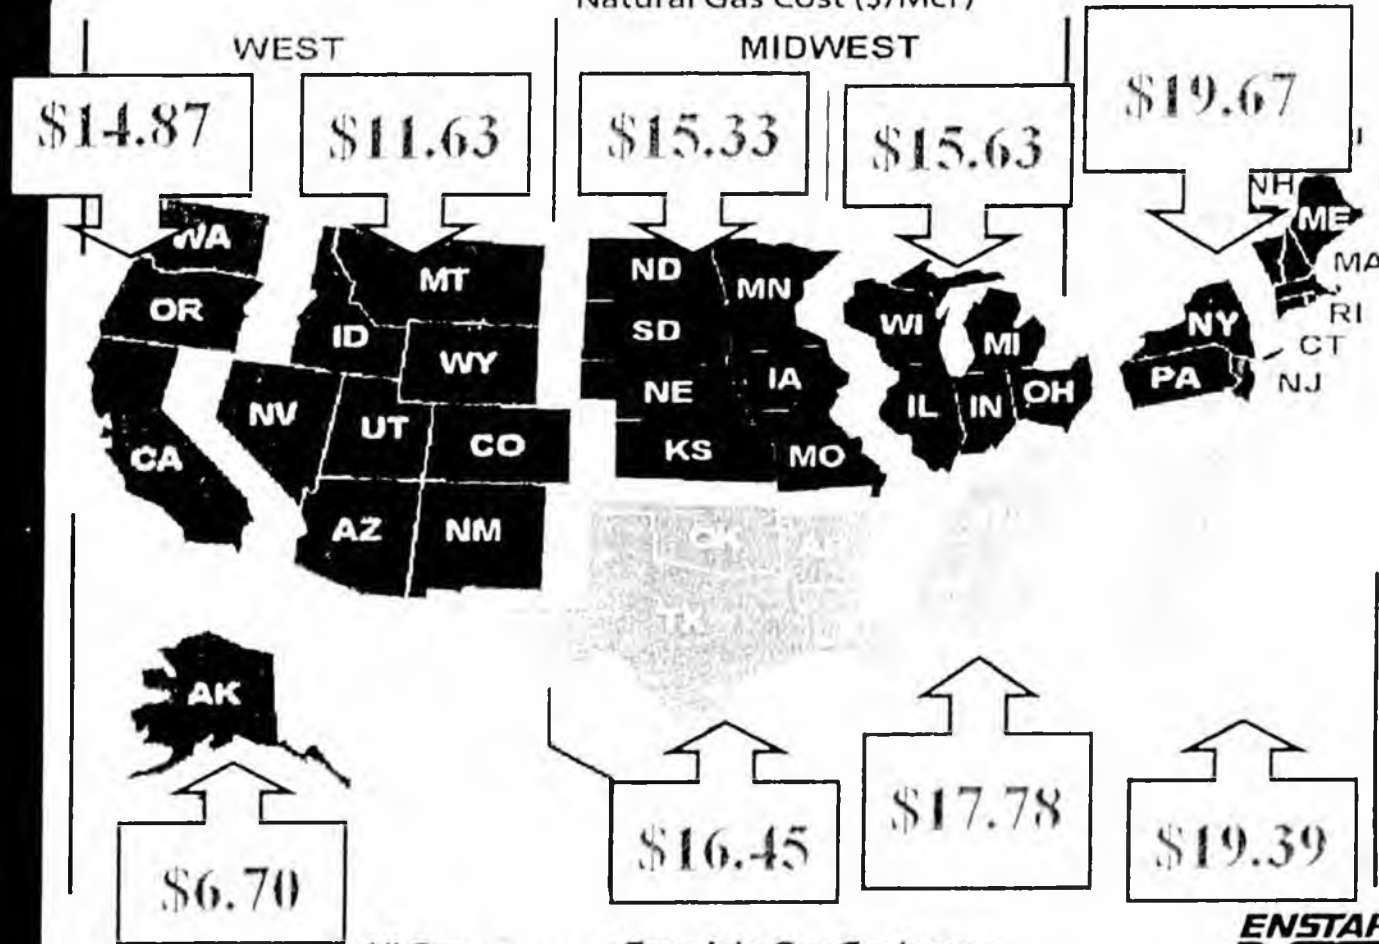 Natural Gas Cost ($/Mcf)
WEST
MIDWEST
$14.87
$11.63
$15.33
$15.63
$19.67
WA
OR
CA
MT
ID
WY
NV
UT
CO
AZ
NM
ND
MN
SD
NE
IA
KS
MO
WI
MI
IL
IN
OH
NH
ME
MA
RI
CT
NJ
NY
PA
OK
AR
TX
AK
$6.70
$16.45
$17.78
$19.39
ENSTAR